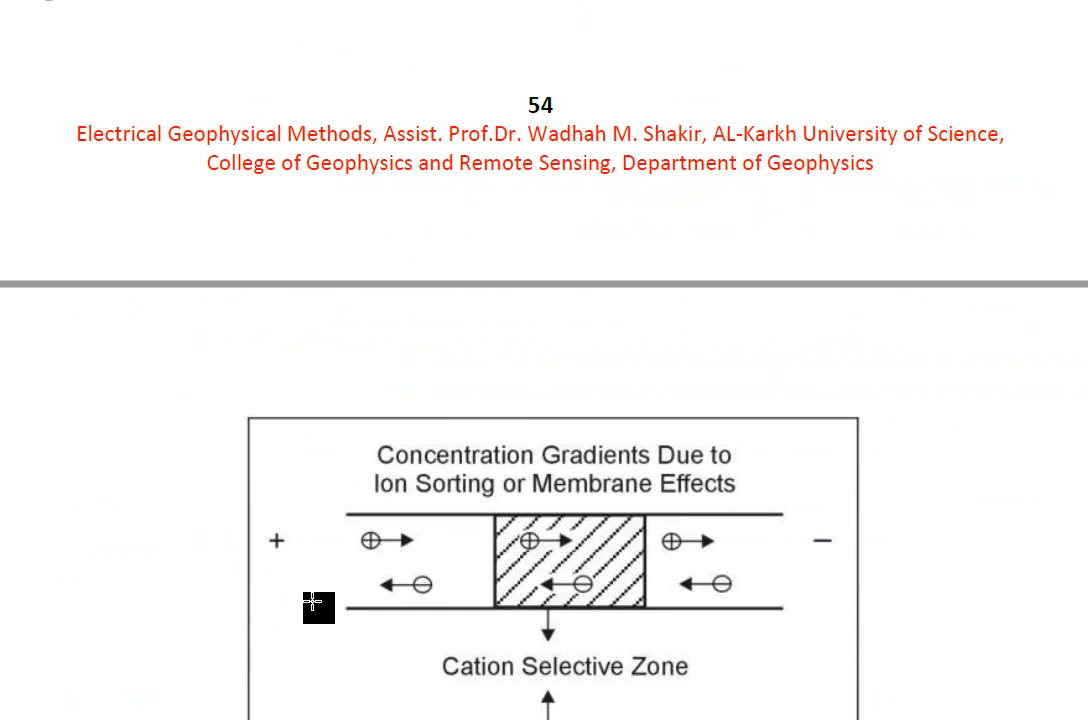 54
Electrical Geophysical Methods, Assist. Prof.Dr. Wadhah M. Shakir, AL-Karkh University of Science,
College of Geophysics and Remote Sensing, Department of Geophysics
Concentration Gradients Due to
Ion Sorting or Membrane Effects
+ −
Cation Selective Zone